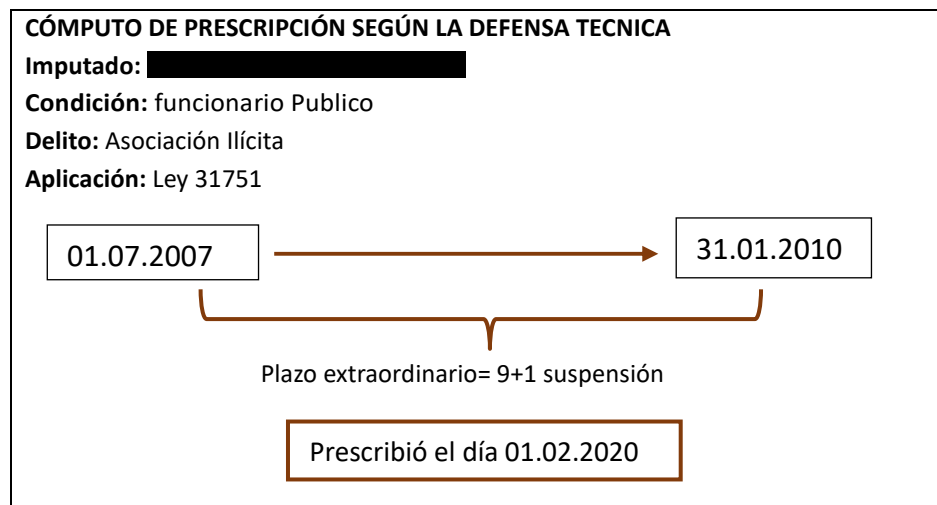 CÓMPUTO DE PRESCRIPCIÓN SEGÚN LA DEFENSA TECNICA
Imputado:
Condición: funcionario Publico
Delito: Asociación Ilícita
Aplicación: Ley 31751
01.07.2007
31.01.2010
Plazo extraordinario= 9+1 suspensión
Prescribió el día 01.02.2020